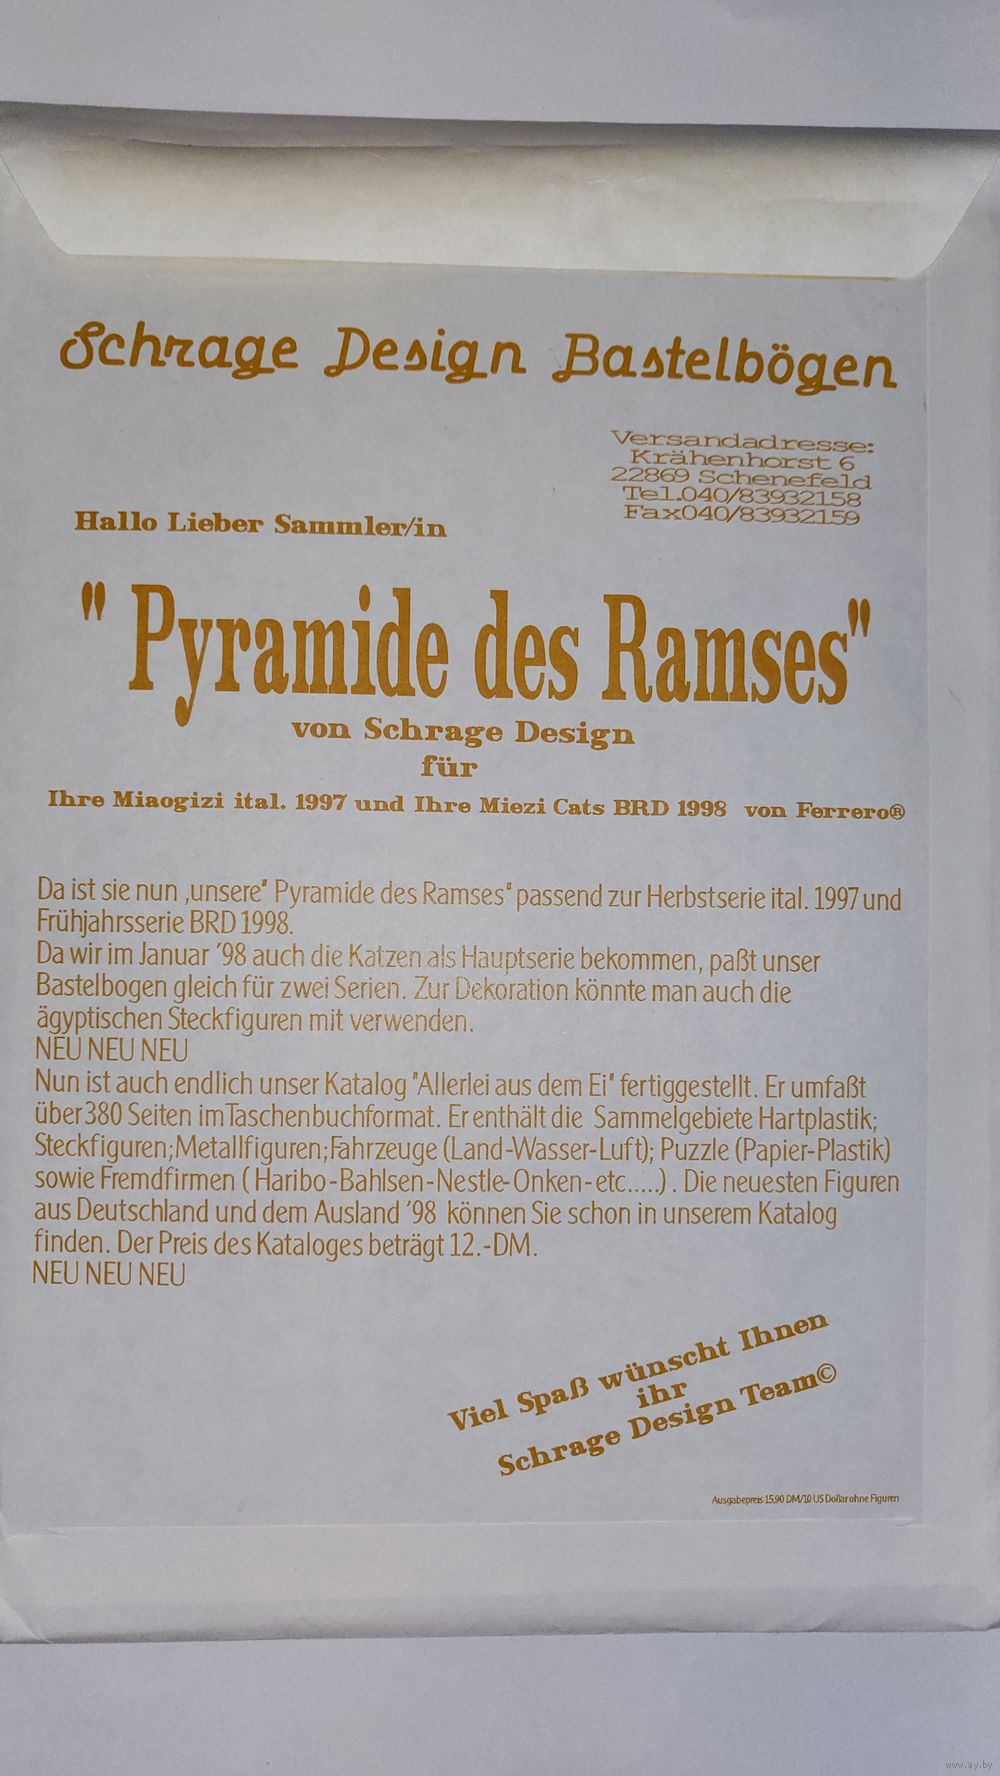 Schrage Design Bastelbögen
Versandadresse:
Krähenhorst 6
22869 Schenefeld
Tel.040/83932158
Fax040/83932159
Hallo Lieber Sammler/in
" Pyramide des Ramses"
von Schrage Design
für
Ihre Miaogizi ital. 1997 und Ihre Miezi Cats BRD 1998 von Ferrero®
Da ist sie nun ,unsere" Pyramide des Ramses" passend zur Herbstserie ital. 1997 und
Frühjahrsserie BRD 1998.
Da wir im Januar ´98 auch die Katzen als Hauptserie bekommen, paßt unser
Bastelbogen gleich für zwei Serien. Zur Dekoration könnte man auch die
ägyptischen Steckfiguren mit verwenden.
NEU NEU NEU
Nun ist auch endlich unser Katalog "Allerlei aus dem Ei" fertiggestellt. Er umfaßt
über 380 Seiten im Taschenbuchformat. Er enthält die Sammelgebiete Hartplastik;
Steckfiguren;Metallfiguren;Fahrzeuge (Land-Wasser-Luft); Puzzle (Papier-Plastik)
sowie Fremdfirmen ( Haribo-Bahlsen-Nestle-Onken-etc.....) . Die neuesten Figuren
aus Deutschland und dem Ausland ´98 können Sie schon in unserem Katalog
finden. Der Preis des Kataloges beträgt 12.-DM.
NEU NEU NEU
Viel Spaß wünscht Ihnen
ihr
Schrage Design Team©
Ausgabepreis 15,90 DM/10 US Dollar ohne Figuren
www.ay.by